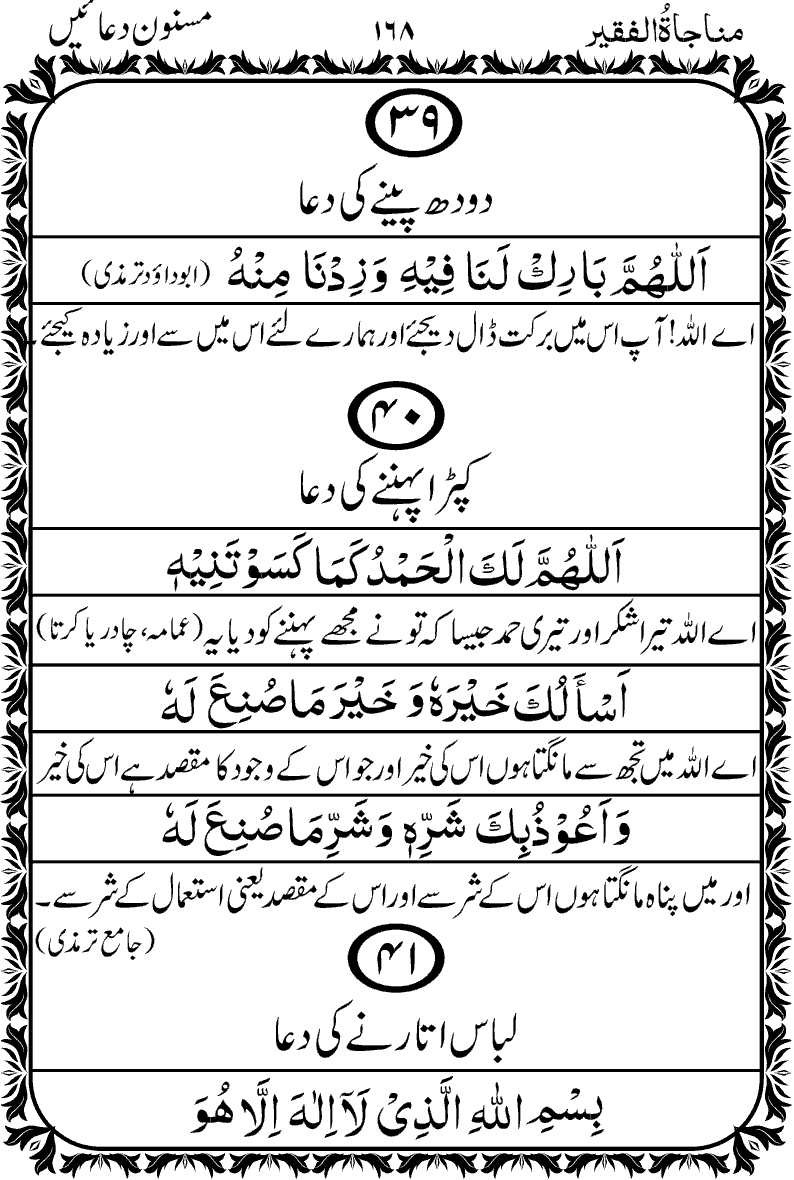 مناجاۃُ الفقیر ۱۶۸ مسنون دعائیں
۳۹
دودھ پینے کی دعا
اَللّٰهُمَّ بَارِكْ لَنَا فِيْهِ وَزِدْنَا مِنْهُ (ابوداؤد ترمذی)
اے اللہ! آپ اس میں برکت ڈال دیجئے اور ہمارے لئے اس میں سے اور زیادہ کیجئے۔
۴۰
کپڑا پہننے کی دعا
اَللّٰهُمَّ لَكَ الْحَمْدُ كَمَا كَسَوْتَنِيْهِ
اے اللہ تیرا شکر اور تیری حمد جیسا کہ تو نے مجھے پہننے کو دیا یہ (عمامہ، چادر یا کرتا)
اَسْأَلُكَ خَيْرَهٗ وَ خَيْرَ مَا صُنِعَ لَهٗ
اے اللہ میں تجھ سے مانگتا ہوں اس کی خیر اور جو اس کے وجود کا مقصد ہے اس کی خیر
وَ اَعُوْذُ بِكَ شَرِّهٖ وَ شَرِّ مَا صُنِعَ لَهٗ
اور میں پناہ مانگتا ہوں اس کے شر سے اور اس کے مقصد یعنی استعمال کے شر سے۔
(جامع ترمذی)
۴۱
لباس اتارنے کی دعا
بِسْمِ اللهِ الَّذِيْ لَآ اِلٰهَ اِلَّا هُوَ